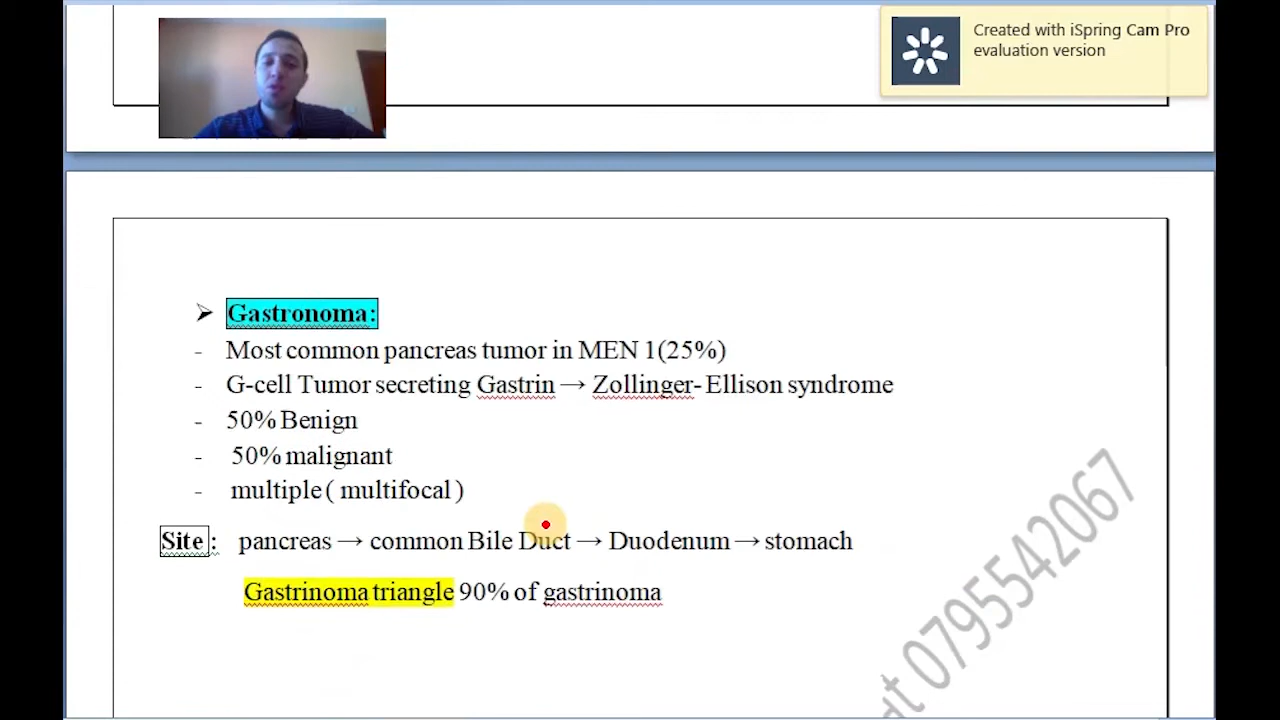 Created with iSpring Cam Pro
evaluation version
➢ Gastronoma:
- Most common pancreas tumor in MEN 1(25%)
- G-cell Tumor secreting Gastrin → Zollinger- Ellison syndrome
- 50% Benign
- 50% malignant
- multiple ( multifocal )
Site : pancreas → common Bile Duct → Duodenum → stomach
Gastrinoma triangle 90% of gastrinoma
0795542067